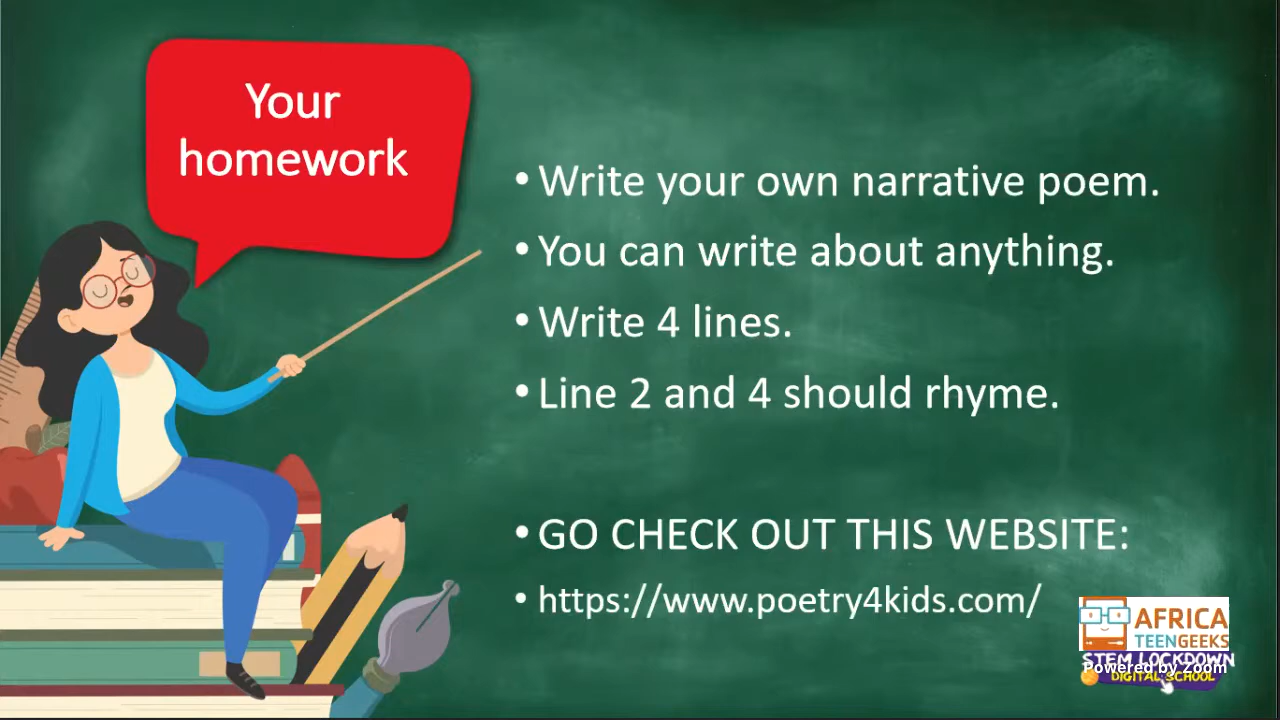 Your
homework
• Write your own narrative poem.
• You can write about anything.
• Write 4 lines.
• Line 2 and 4 should rhyme.
• GO CHECK OUT THIS WEBSITE:
• https://www.poetry4kids.com/
AFRICA
TEENGEEKS
STEM LOCKDOWN
Powered by Zoom
DIGITAL SCHOOL